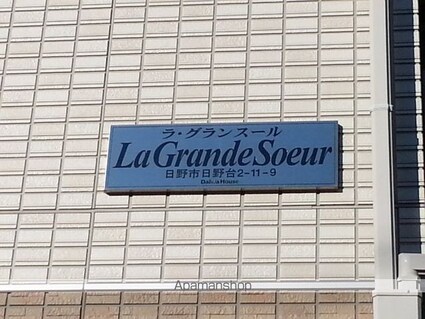 ラ・グランスール
La Grande Soeur
日野市日野台2-11-9
Daiwa House
Apamanshop